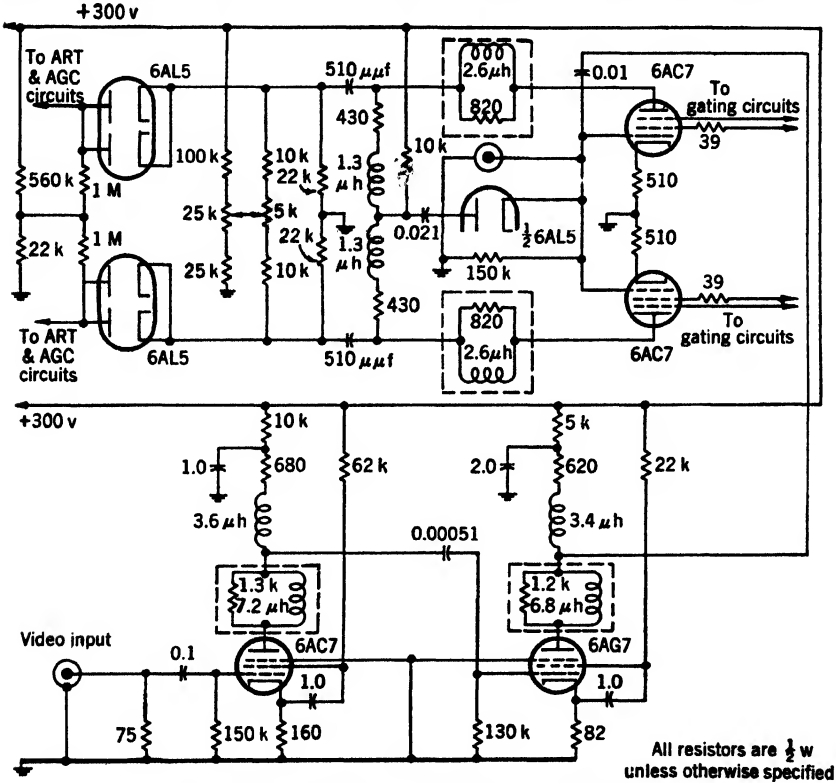 +300 v
To ART
& AGC
circuits
6AL5
510 μμf
2.6 μh
820
0.01
6AC7
To
gating circuits
39
430
10 k
100 k
10 k
22 k
1.3
μh
510
560 k
1 M
25 k
5 k
0.021
½ 6AL5
22 k
1 M
22 k
1.3
μh
510
25 k
10 k
150 k
39
430
820
To
gating circuits
To ART
& AGC
circuits
6AL5
510 μμf
2.6 μh
6AC7
+300 v
10 k
5 k
1.0
680
62 k
2.0
620
22 k
3.6 μh
3.4 μh
0.00051
1.3 k
7.2 μh
1.2 k
6.8 μh
Video input
6AC7
6AG7
0.1
1.0
1.0
75
150 k
160
130 k
82
All resistors are ½ w
unless otherwise specified